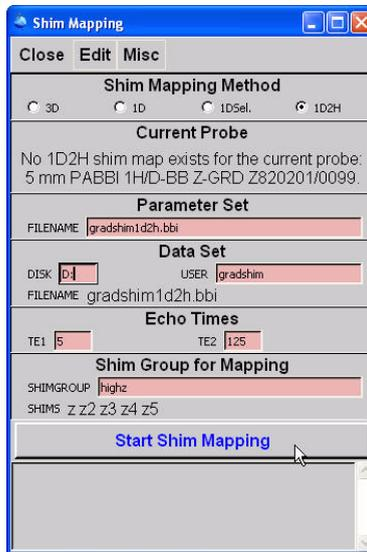 Shim Mapping
Close Edit Misc
Shim Mapping Method
3D 1D 1DSel. 1D2H
Current Probe
No 1D2H shim map exists for the current probe:
5 mm PABBI 1H/D-BB Z-GRD Z820201/0099.
Parameter Set
FILENAME gradshim1d2h.bbi
Data Set
DISK D: USER gradshim
FILENAME gradshim1d2h.bbi
Echo Times
TE1 5 TE2 125
Shim Group for Mapping
SHIMGROUP highz
SHIMS z z2 z3 z4 z5
Start Shim Mapping